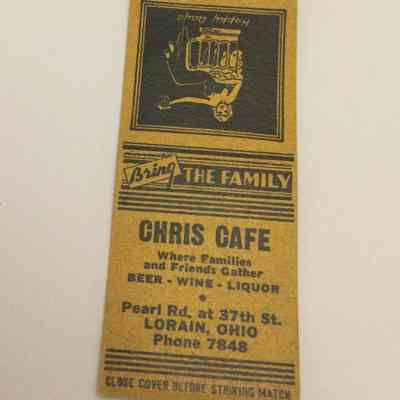 Happy Days
Bring THE FAMILY
CHRIS CAFE
Where Families
and Friends Gather
BEER - WINE - LIQUOR
Pearl Rd. at 37th St.
LORAIN, OHIO
Phone 7848
CLOSE COVER BEFORE STRIKING MATCH